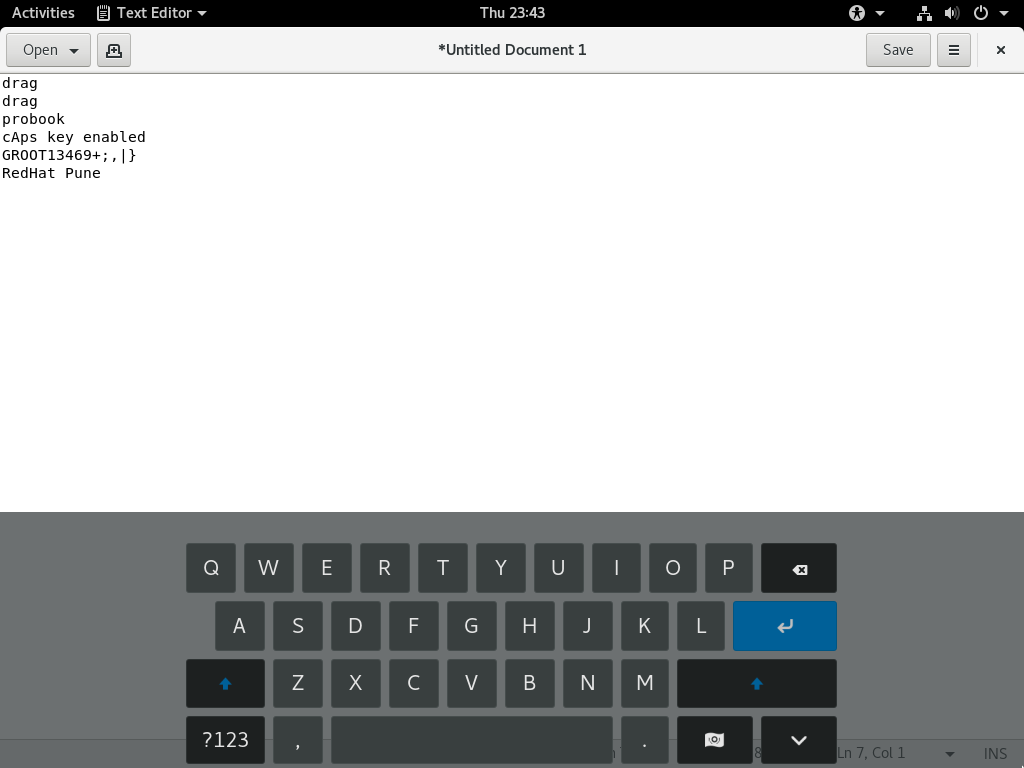 Activities Text Editor Thu 23:43
Open *Untitled Document 1 Save
drag
drag
probook
cAps key enabled
GROOT13469+;,|}
RedHat Pune
Q W E R T Y U I O P
A S D F G H J K L
Z X C V B N M
?123 , .
Ln 7, Col 1 INS